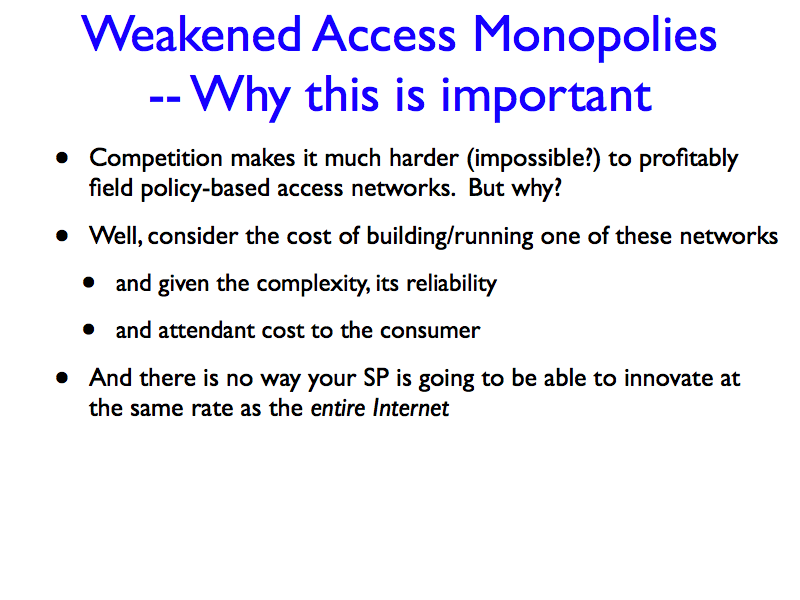 Weakened Access Monopolies
-- Why this is important
• Competition makes it much harder (impossible?) to profitably
field policy-based access networks.  But why?
• Well, consider the cost of building/running one of these networks
• and given the complexity, its reliability
• and attendant cost to the consumer
• And there is no way your SP is going to be able to innovate at
the same rate as the entire Internet